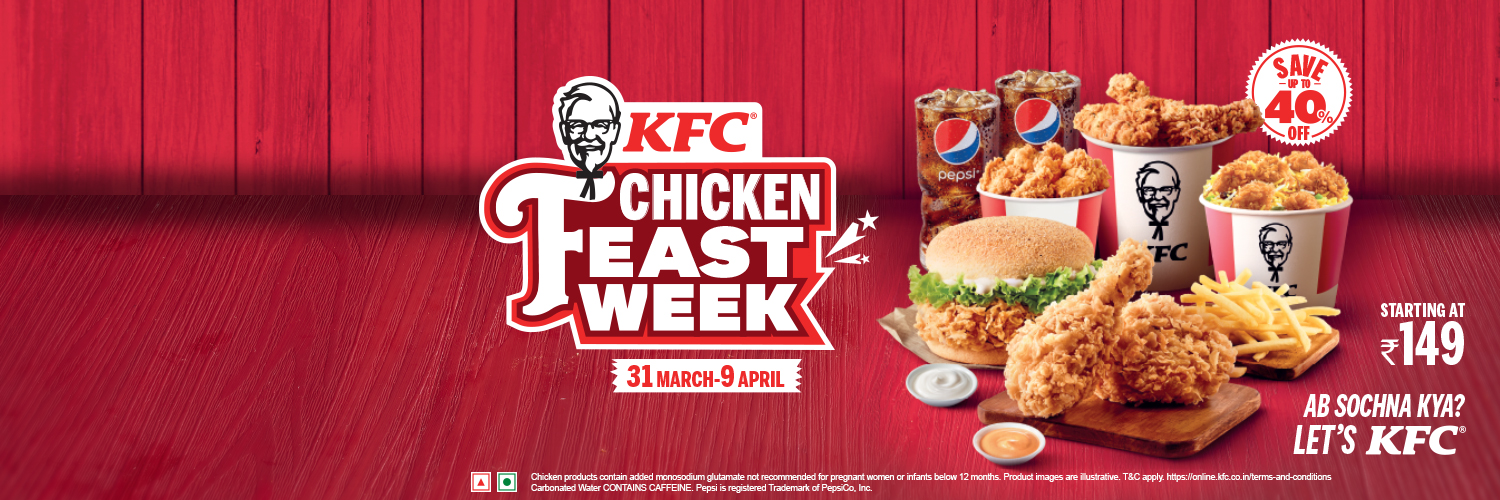 KFC®
CHICKEN
FEAST
WEEK
31 MARCH-9 APRIL
pepsi
SAVE
UP TO
40%
OFF
KFC
STARTING AT
₹149
AB SOCHNA KYA?
LET'S KFC®
Chicken products contain added monosodium glutamate not recommended for pregnant women or infants below 12 months. Product images are illustrative. T&C apply. https://online.kfc.co.in/terms-and-conditions
Carbonated Water CONTAINS CAFFEINE. Pepsi is registered Trademark of PepsiCo, Inc.